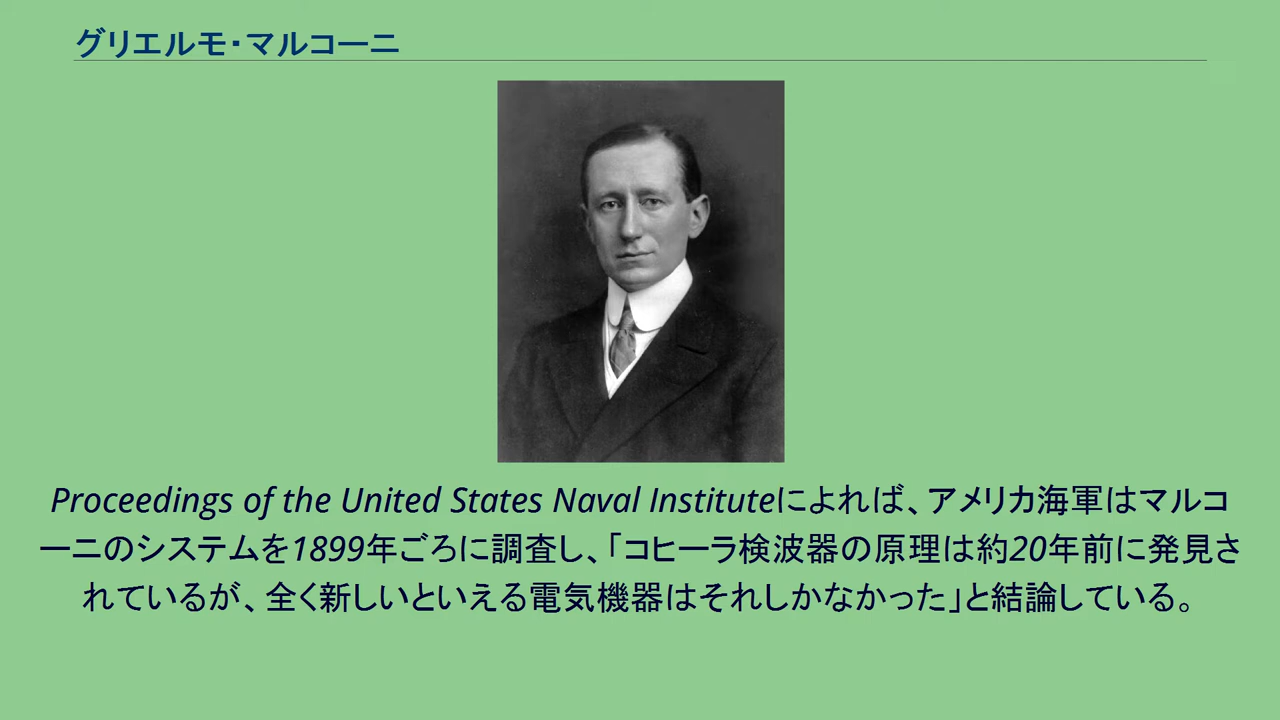 グリエルモ・マルコーニ
Proceedings of the United States Naval Instituteによれば、アメリカ海軍はマルコ
ーニのシステムを1899年ごろに調査し、「コヒーラ検波器の原理は約20年前に発見さ
れているが、全く新しいといえる電気機器はそれしかなかった」と結論している。